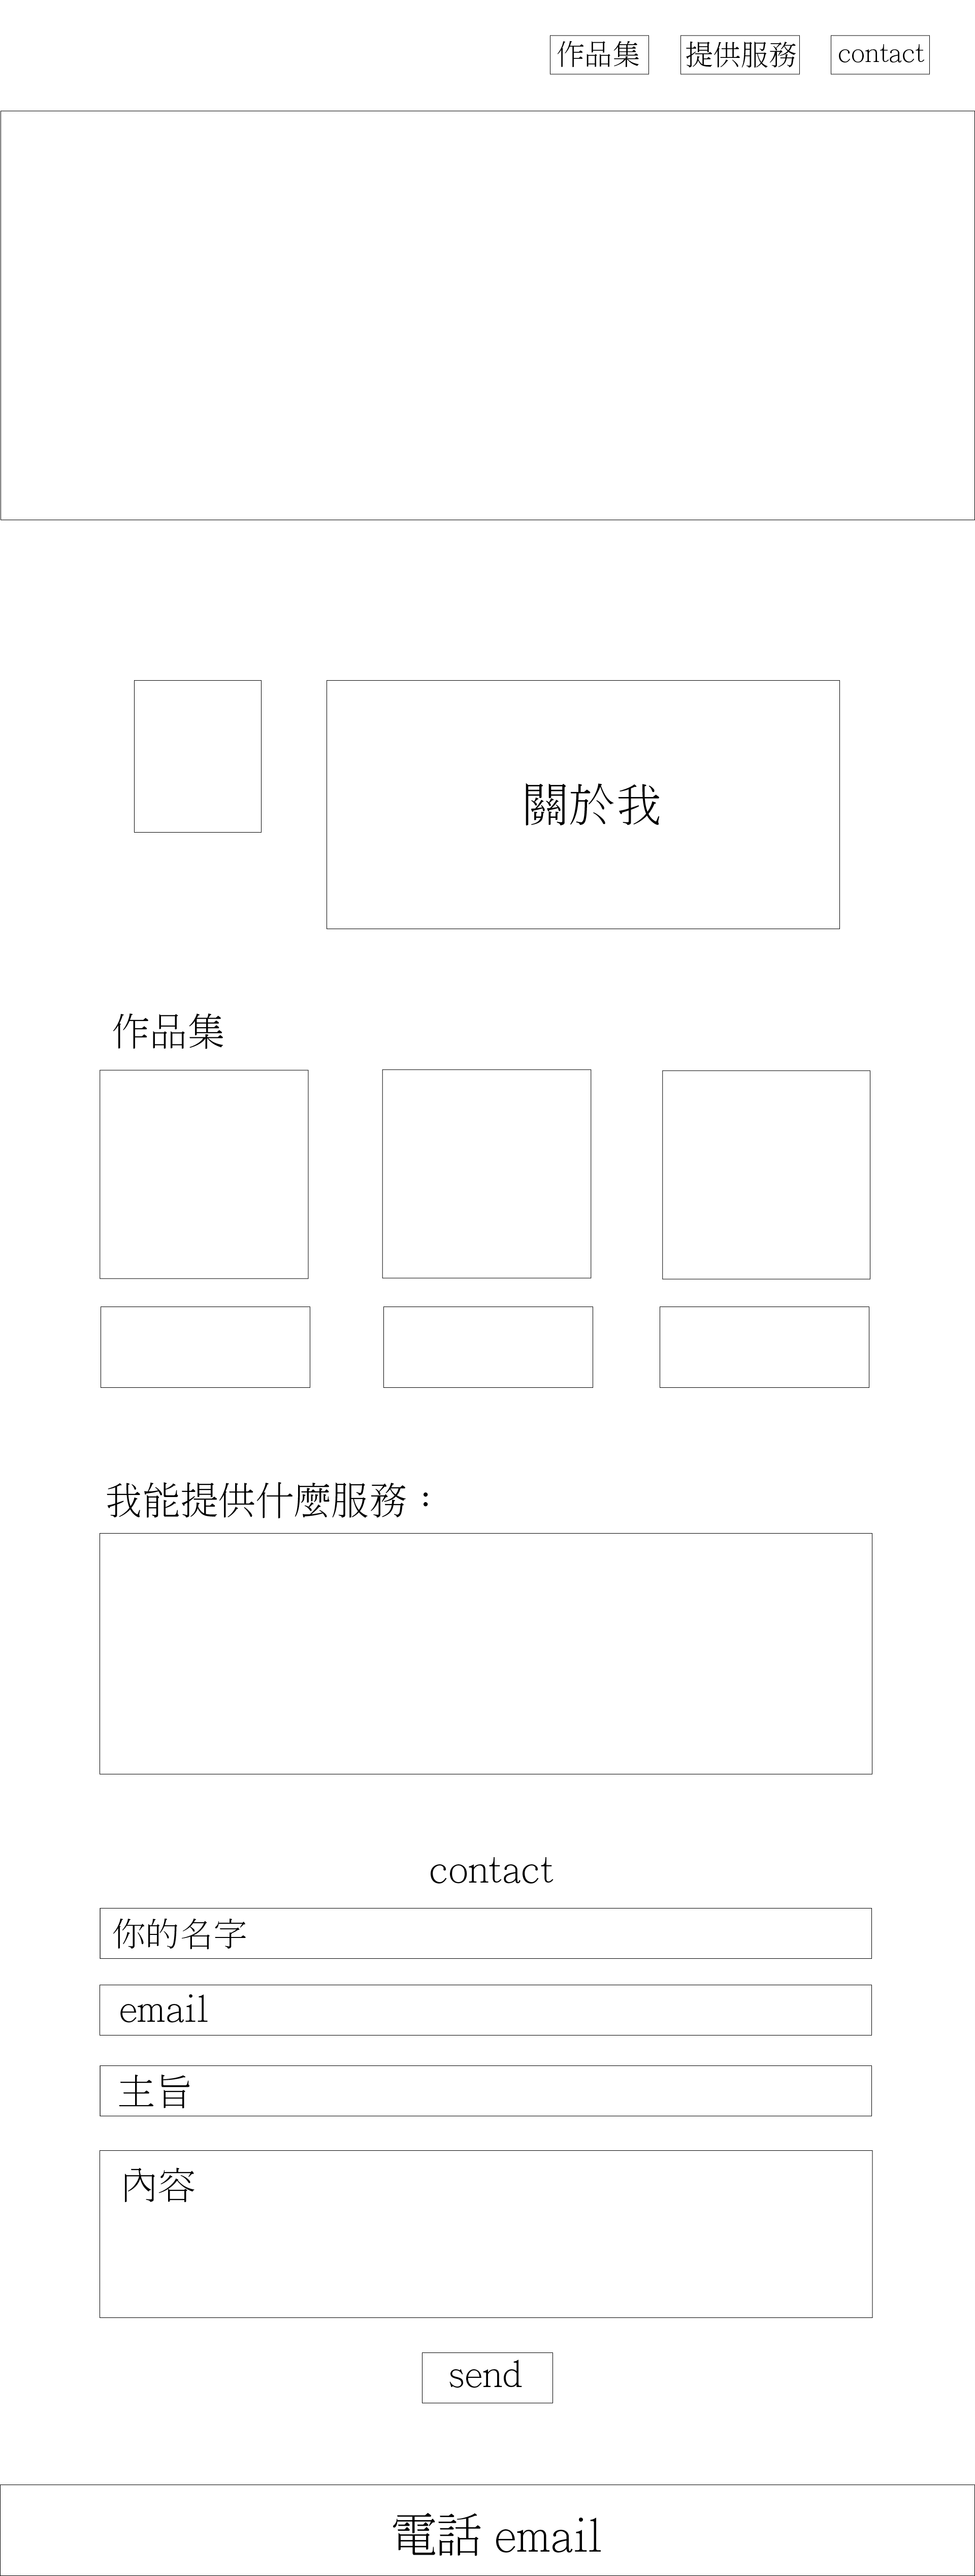 作品集 提供服務 contact
關於我
作品集
我能提供什麼服務：
contact
你的名字
email
主旨
內容
send
電話 email